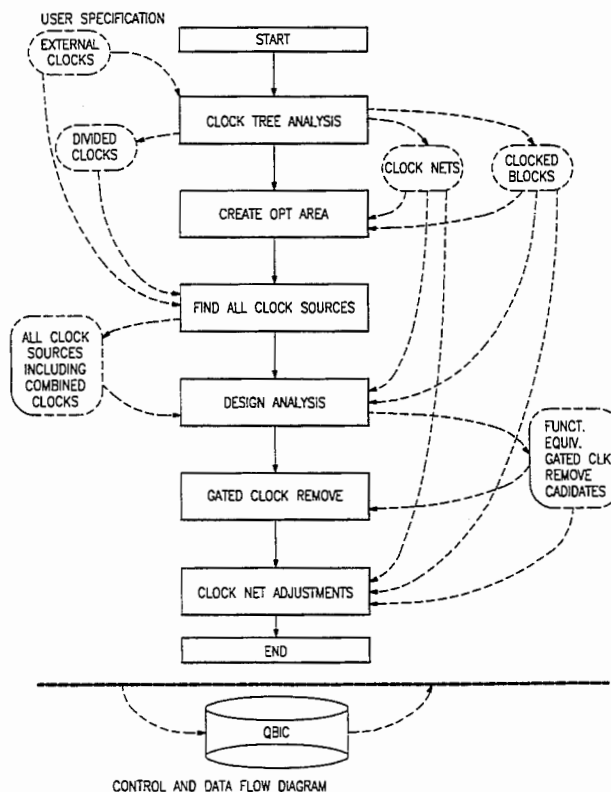 USER SPECIFICATION
EXTERNAL
CLOCKS
START
CLOCK TREE ANALYSIS
DIVIDED
CLOCKS
CLOCK NETS
CLOCKED
BLOCKS
CREATE OPT AREA
FIND ALL CLOCK SOURCES
ALL CLOCK
SOURCES
INCLUDING
COMBINED
CLOCKS
DESIGN ANALYSIS
FUNCT.
EQUIV.
GATED CLK
REMOVE
CADIDATES
GATED CLOCK REMOVE
CLOCK NET ADJUSTMENTS
END
QBIC
CONTROL AND DATA FLOW DIAGRAM